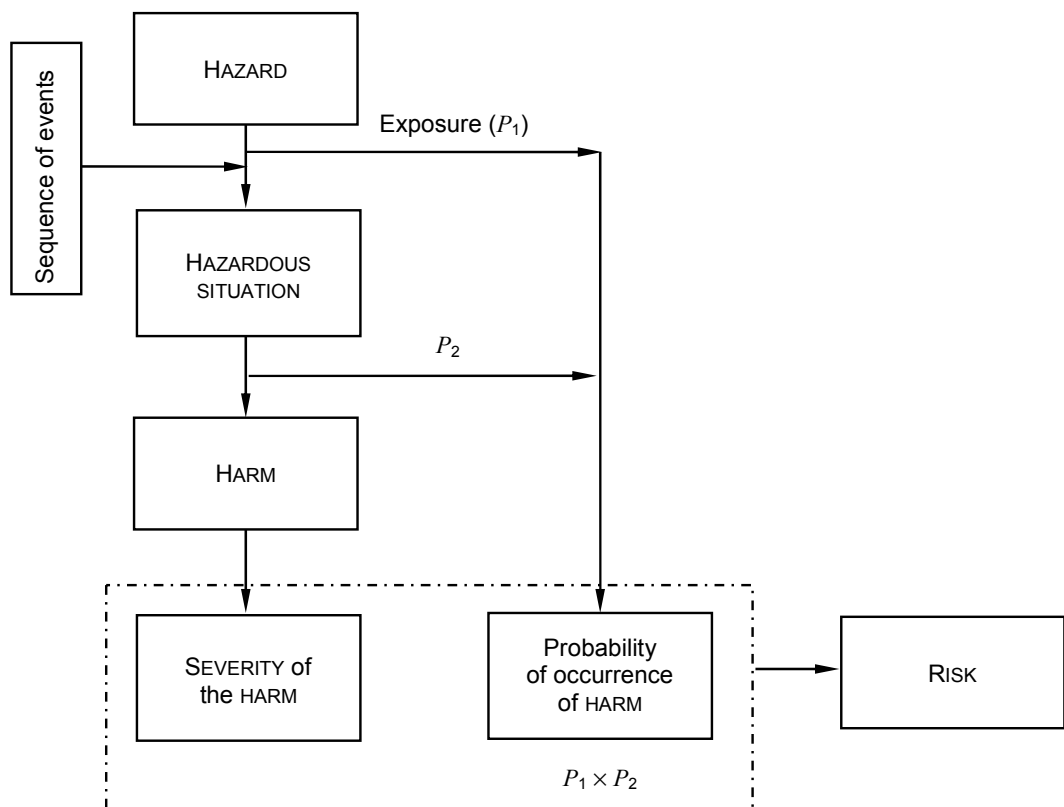 HAZARD
Sequence of events
Exposure (P1)
HAZARDOUS
SITUATION
P2
HARM
SEVERITY of
the HARM
Probability
of occurrence
of HARM
RISK
P1 × P2